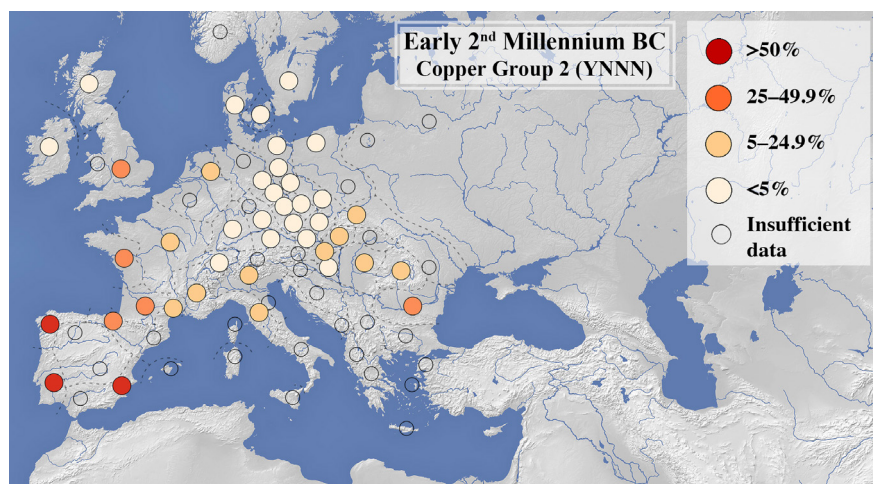 Early 2nd Millennium BC
Copper Group 2 (YNNN)
>50%
25–49.9%
5–24.9%
<5%
Insufficient
data